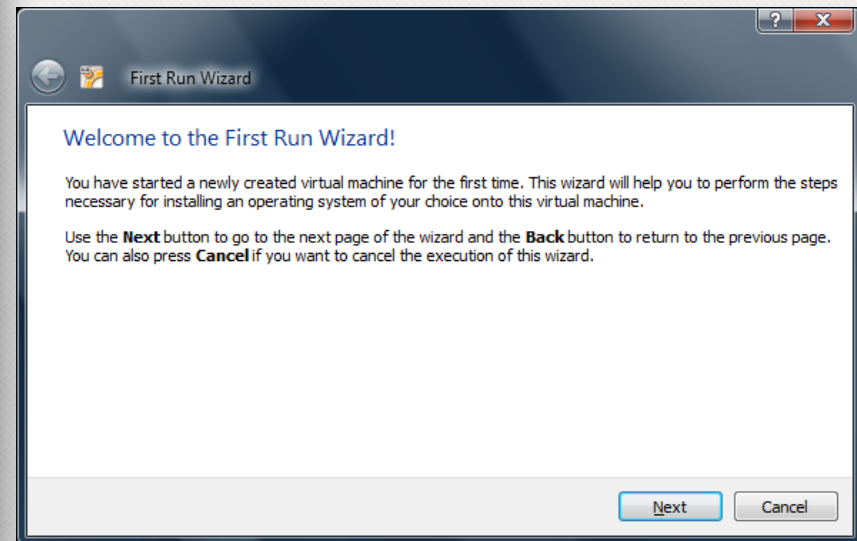 ? X
First Run Wizard
Welcome to the First Run Wizard!
You have started a newly created virtual machine for the first time. This wizard will help you to perform the steps
necessary for installing an operating system of your choice onto this virtual machine.
Use the Next button to go to the next page of the wizard and the Back button to return to the previous page.
You can also press Cancel if you want to cancel the execution of this wizard.
Next Cancel